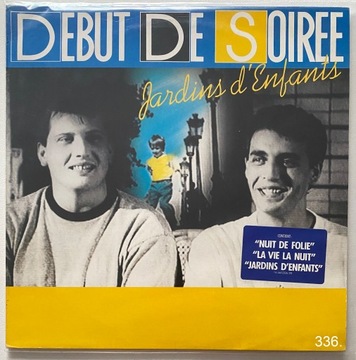 DEBUT DE SOIREE
Jardins d'Enfants
"NUIT DE FOLIE"
"LA VIE LA NUIT"
"JARDINS D'ENFANTS"
336.